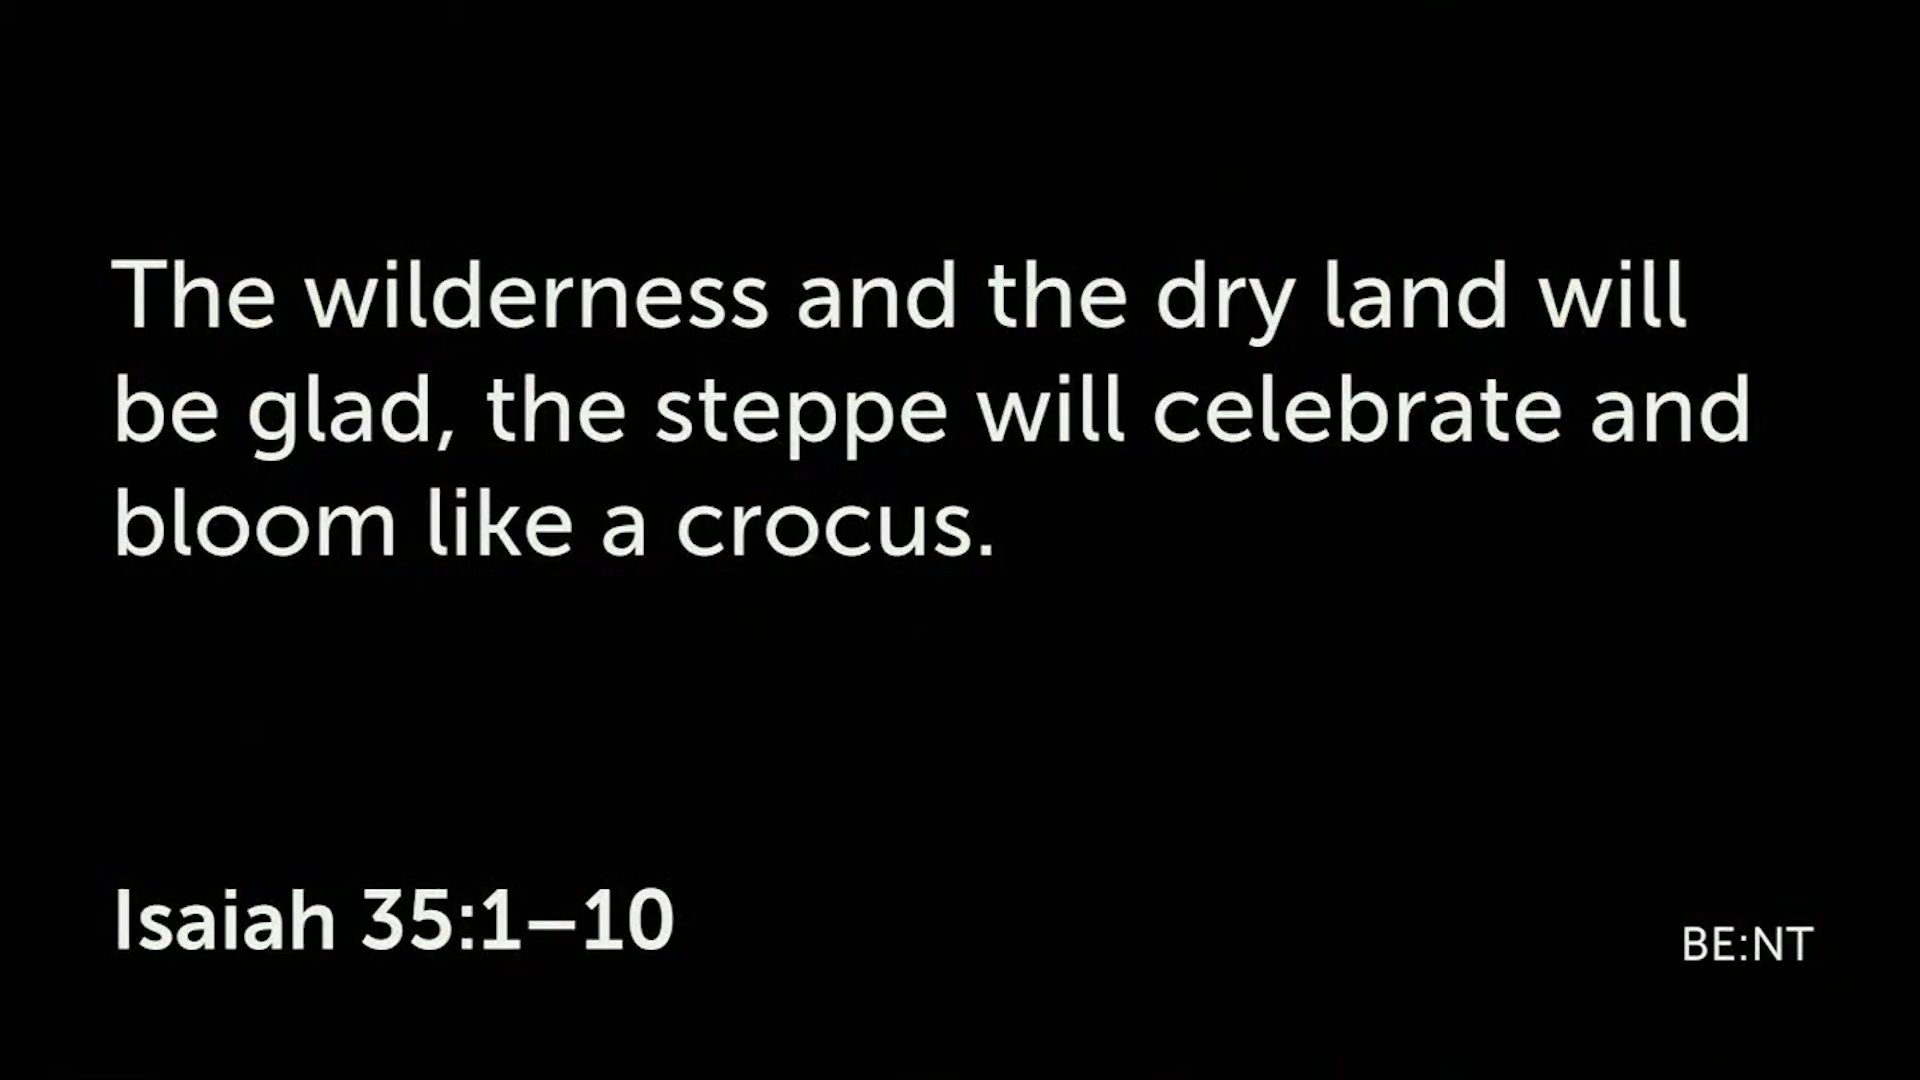 The wilderness and the dry land will
be glad, the steppe will celebrate and
bloom like a crocus.
Isaiah 35:1–10
BE:NT